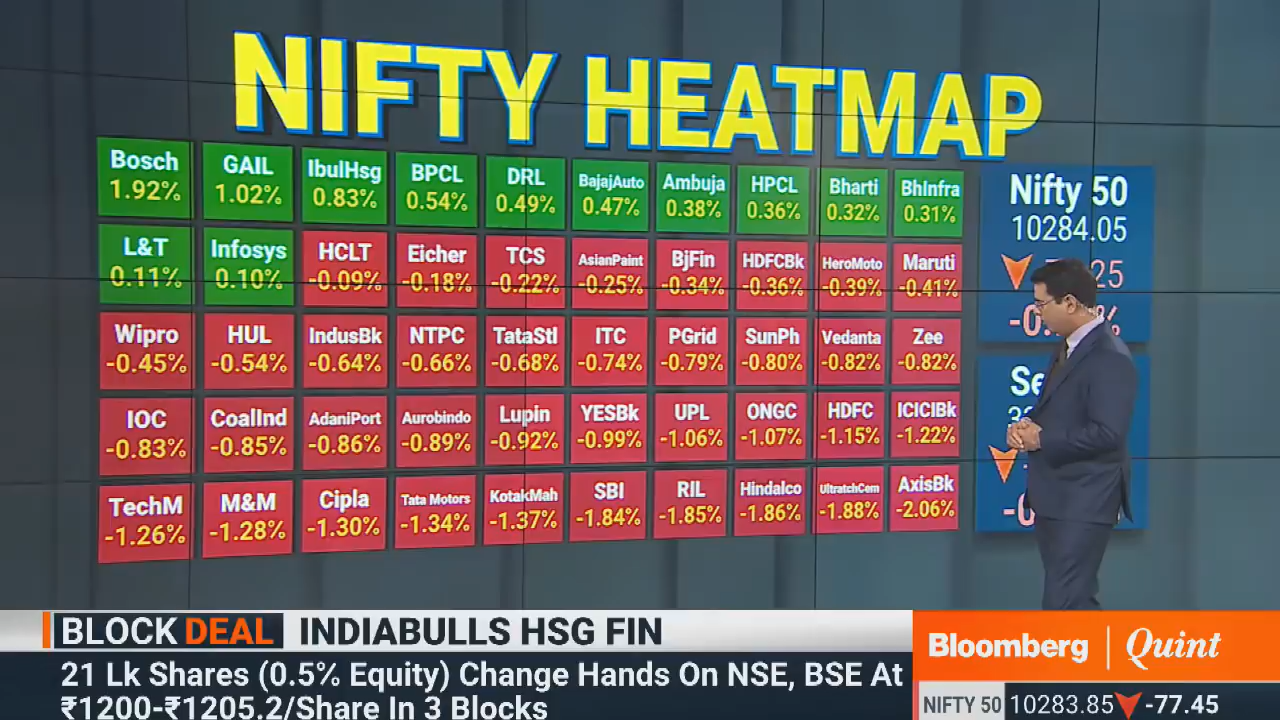 NIFTY HEATMAP
Bosch GAIL IbulHsg BPCL DRL BajajAuto Ambuja HPCL Bharti BhInfra
1.92% 1.02% 0.83% 0.54% 0.49% 0.47% 0.38% 0.36% 0.32% 0.31%
L&T Infosys HCLT Eicher TCS AsianPaint BjFin HDFCBk HeroMoto Maruti
0.11% 0.10% -0.09% -0.18% -0.22% -0.25% -0.34% -0.36% -0.39% -0.41%
Wipro HUL IndusBk NTPC TataStl ITC PGrid SunPh Vedanta Zee
-0.45% -0.54% -0.64% -0.66% -0.68% -0.74% -0.79% -0.80% -0.82% -0.82%
IOC CoalInd AdaniPort Aurobindo Lupin YESBk UPL ONGC HDFC ICICIBk
-0.83% -0.85% -0.86% -0.89% -0.92% -0.99% -1.06% -1.07% -1.15% -1.22%
TechM M&M Cipla Tata Motors KotakMah SBI RIL Hindalco UltratchCem AxisBk
-1.26% -1.28% -1.30% -1.34% -1.37% -1.84% -1.85% -1.86% -1.88% -2.06%
Nifty 50
10284.05
BLOCK DEAL INDIABULLS HSG FIN
21 Lk Shares (0.5% Equity) Change Hands On NSE, BSE At
₹1200-₹1205.2/Share In 3 Blocks
Bloomberg | Quint
NIFTY 50 10283.85 -77.45